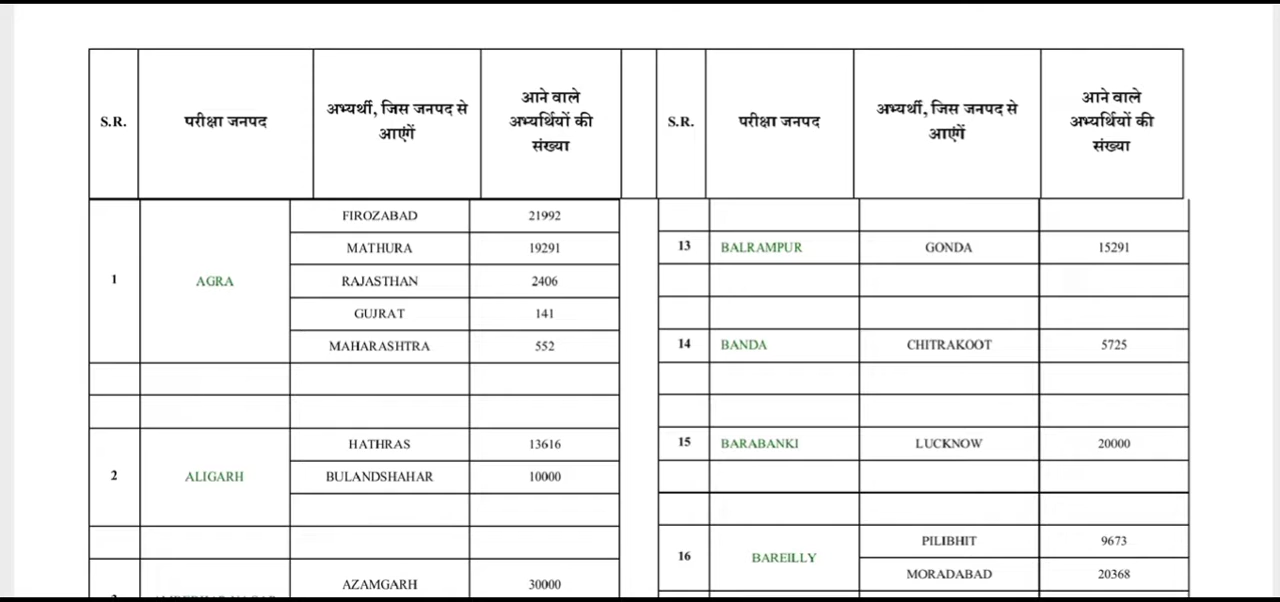 S.R.
परीक्षा जनपद
अभ्यर्थी, जिस जनपद से
आएंगें
आने वाले
अभ्यर्थियों की
संख्या
S.R.
परीक्षा जनपद
अभ्यर्थी, जिस जनपद से
आएंगें
आने वाले
अभ्यर्थियों की
संख्या
1
AGRA
FIROZABAD 21992
MATHURA 19291
RAJASTHAN 2406
GUJRAT 141
MAHARASHTRA 552
2
ALIGARH
HATHRAS 13616
BULANDSHAHAR 10000
AZAMGARH 30000
13 BALRAMPUR GONDA 15291
14 BANDA CHITRAKOOT 5725
15 BARABANKI LUCKNOW 20000
16
BAREILLY
PILIBHIT 9673
MORADABAD 20368